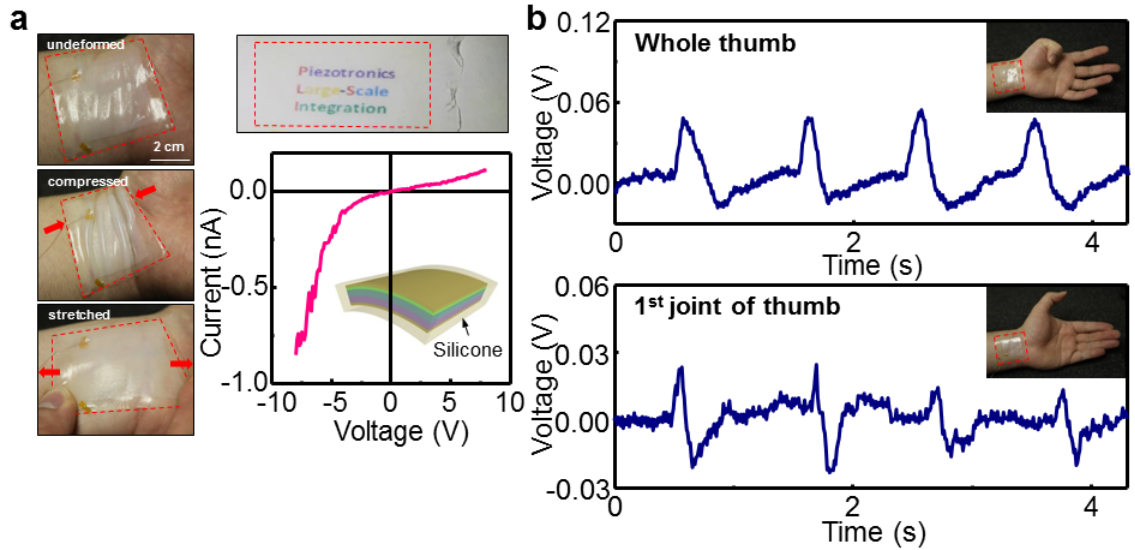 a
undeformed
2 cm
compressed
stretched
Piezotronics
Large-Scale
Integration
0.0
-0.5
-1.0
Current (nA)
Silicone
-10
-5
0
5
10
Voltage (V)
b
Whole thumb
0.12
0.06
0.00
Voltage (V)
0
2
4
Time (s)
1st joint of thumb
0.06
0.03
0.00
-0.03
Voltage (V)
0
2
4
Time (s)